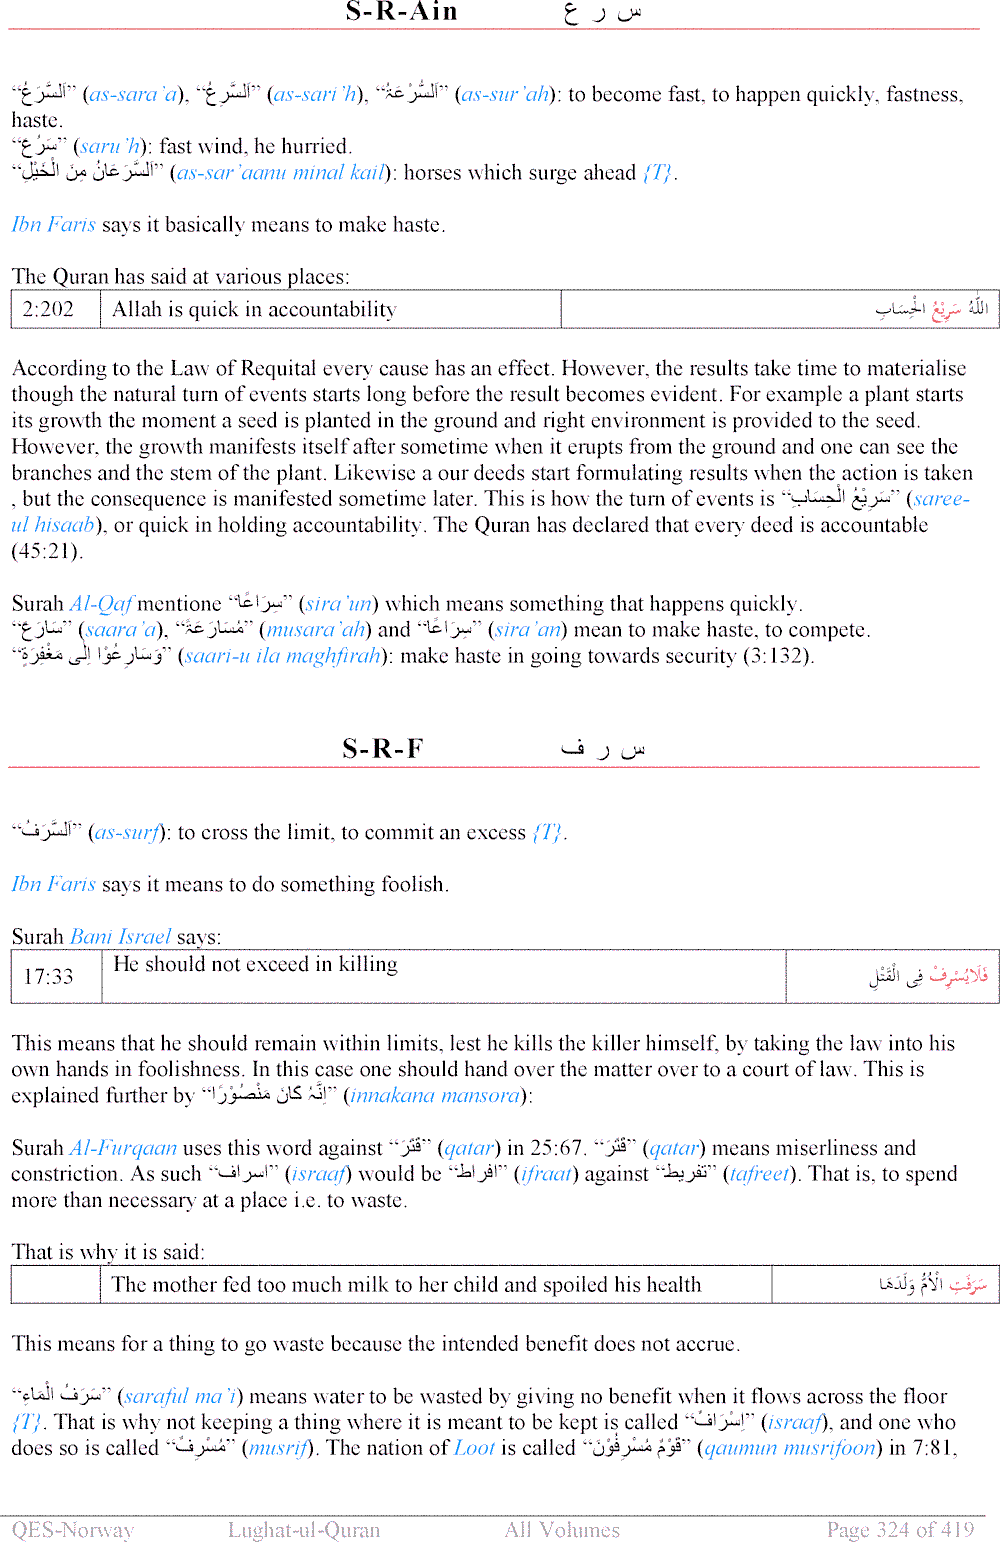 S-R-Ain س ر ع
“اَلسَّرَعُ” (as-sara’a), “اَلسَّرِعُ” (as-sari’h), “اَلسُّرْعَۃُ” (as-sur’ah): to become fast, to happen quickly, fastness,
haste.
“سَرُعَ” (saru’h): fast wind, he hurried.
“اَلسَّرَعَانُ مِنَ الْخَیْلِ” (as-sar’aanu minal kail): horses which surge ahead {T}.
Ibn Faris says it basically means to make haste.
The Quran has said at various places:
2:202 Allah is quick in accountability اللّٰہُ سَرِیْعُ الْحِسَابِ
According to the Law of Requital every cause has an effect. However, the results take time to materialise
though the natural turn of events starts long before the result becomes evident. For example a plant starts
its growth the moment a seed is planted in the ground and right environment is provided to the seed.
However, the growth manifests itself after sometime when it erupts from the ground and one can see the
branches and the stem of the plant. Likewise a our deeds start formulating results when the action is taken
, but the consequence is manifested sometime later. This is how the turn of events is “سَرِیْعُ الْحِسَابِ” (saree-
ul hisaab), or quick in holding accountability. The Quran has declared that every deed is accountable
(45:21).
Surah Al-Qaf mentione “سِرَاعًا” (sira’un) which means something that happens quickly.
“سَارَعَ” (saara’a), “مُسَارَعَۃً” (musara’ah) and “سِرَاعًا” (sira’an) mean to make haste, to compete.
“وَسَارِعُوْا اِلٰی مَغْفِرَۃٍ” (saari-u ila maghfirah): make haste in going towards security (3:132).
S-R-F س ر ف
“اَلسَّرَفُ” (as-surf): to cross the limit, to commit an excess {T}.
Ibn Faris says it means to do something foolish.
Surah Bani Israel says:
17:33 He should not exceed in killing فَلَایُسْرِفْ فِی الْقَتْلِ
This means that he should remain within limits, lest he kills the killer himself, by taking the law into his
own hands in foolishness. In this case one should hand over the matter over to a court of law. This is
explained further by “اِنَّہٗ کَانَ مَنْصُوْرًا” (innakana mansora):
Surah Al-Furqaan uses this word against “قَتَرَ” (qatar) in 25:67. “قَتَرَ” (qatar) means miserliness and
constriction. As such “اسراف” (israaf) would be “افراط” (ifraat) against “تفریط” (tafreet). That is, to spend
more than necessary at a place i.e. to waste.
That is why it is said:
The mother fed too much milk to her child and spoiled his health سَرَفَتِ الْاُمُّ وَلَدَھَا
This means for a thing to go waste because the intended benefit does not accrue.
“سَرَفُ الْمَاءِ” (saraful ma’i) means water to be wasted by giving no benefit when it flows across the floor
{T}. That is why not keeping a thing where it is meant to be kept is called “اِسْرَافٌ” (israaf), and one who
does so is called “مُسْرِفٌ” (musrif). The nation of Loot is called “قَوْمٌ مُسْرِفُوْنَ” (qaumun musrifoon) in 7:81,
QES-Norway Lughat-ul-Quran All Volumes Page 324 of 419